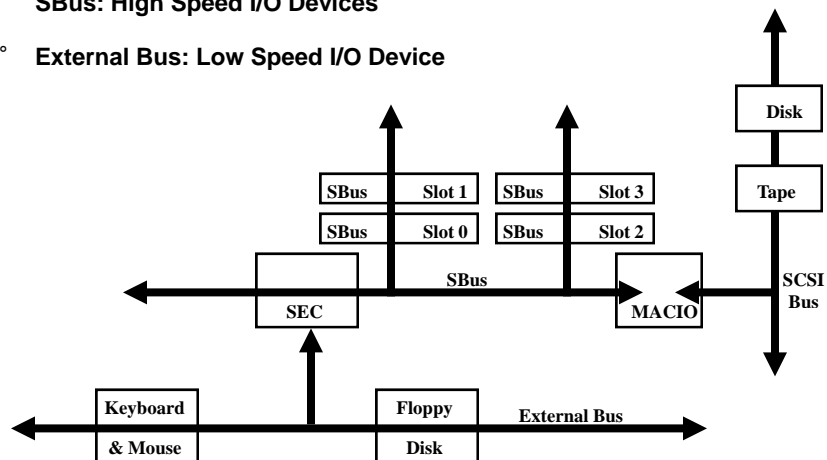 SBus: High Speed I/O Devices
° External Bus: Low Speed I/O Device
Disk
Tape
SBus Slot 1
SBus Slot 3
SBus Slot 0
SBus Slot 2
SBus
SCSI
Bus
SEC
MACIO
Keyboard
& Mouse
Floppy
Disk
External Bus